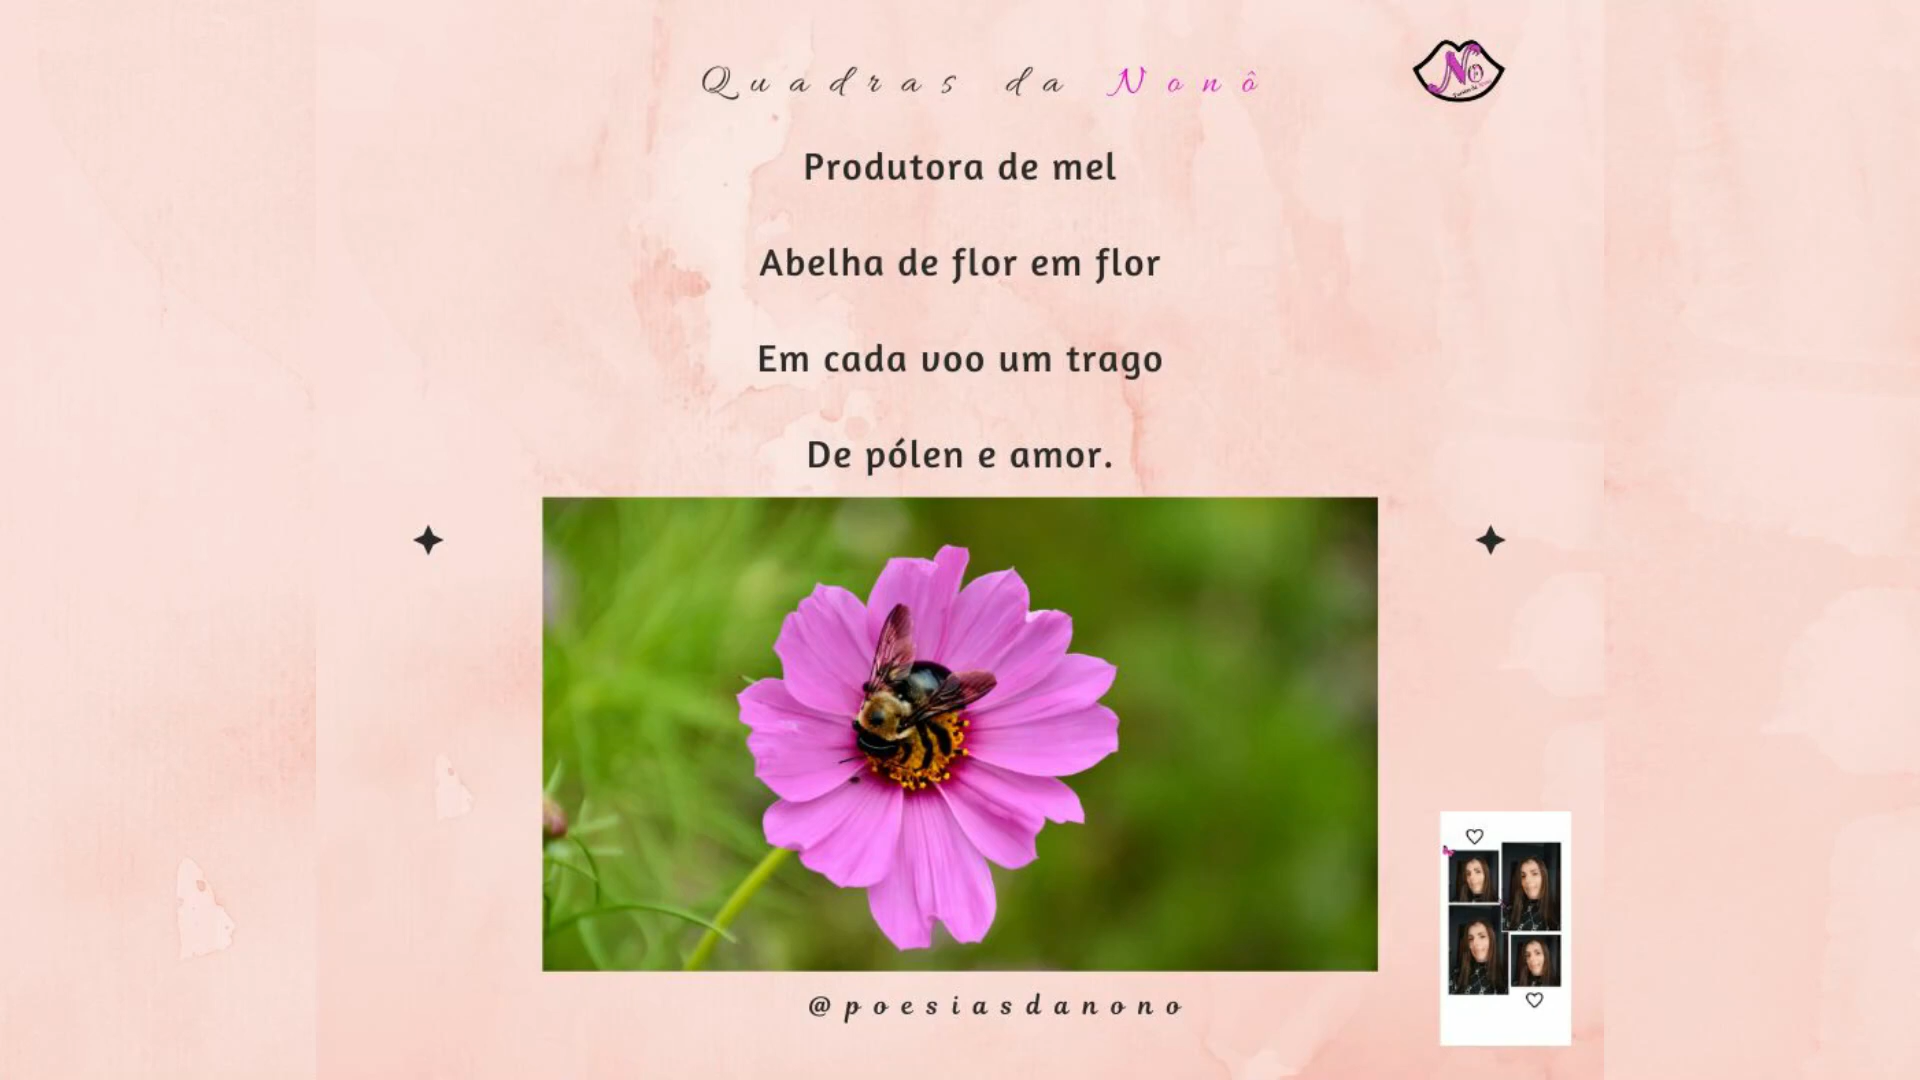 Quadras da Nonô
No
Produtora de mel
Abelha de flor em flor
Em cada voo um trago
De pólen e amor.
@poesiasdanono